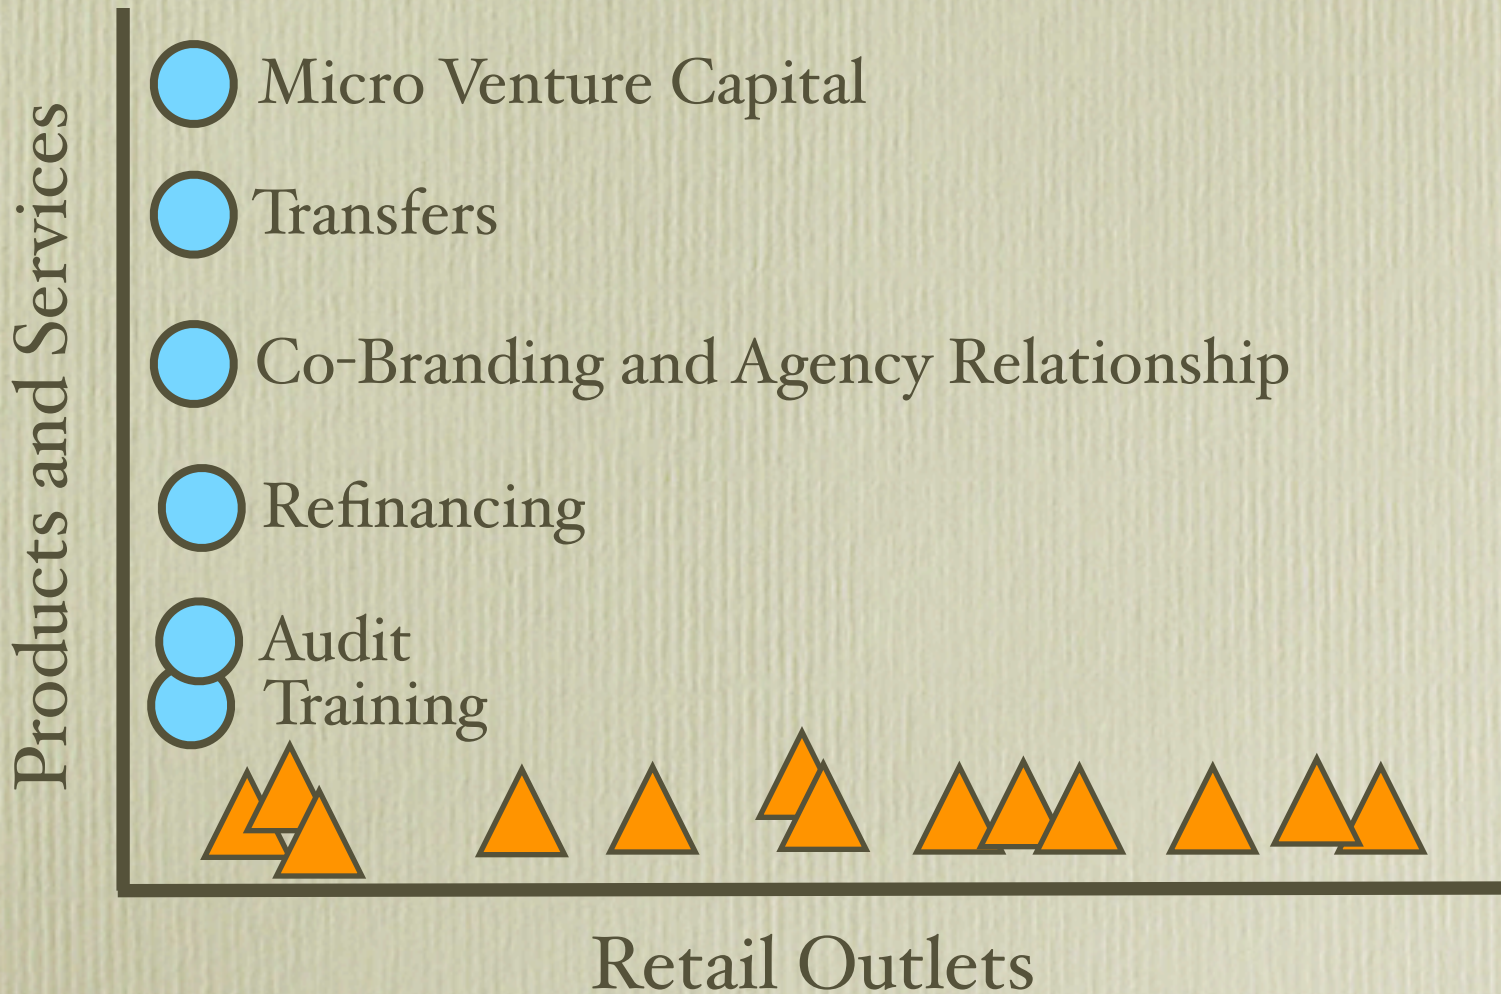 Products and Services
Micro Venture Capital
Transfers
Co-Branding and Agency Relationship
Refinancing
Audit
Training
Retail Outlets